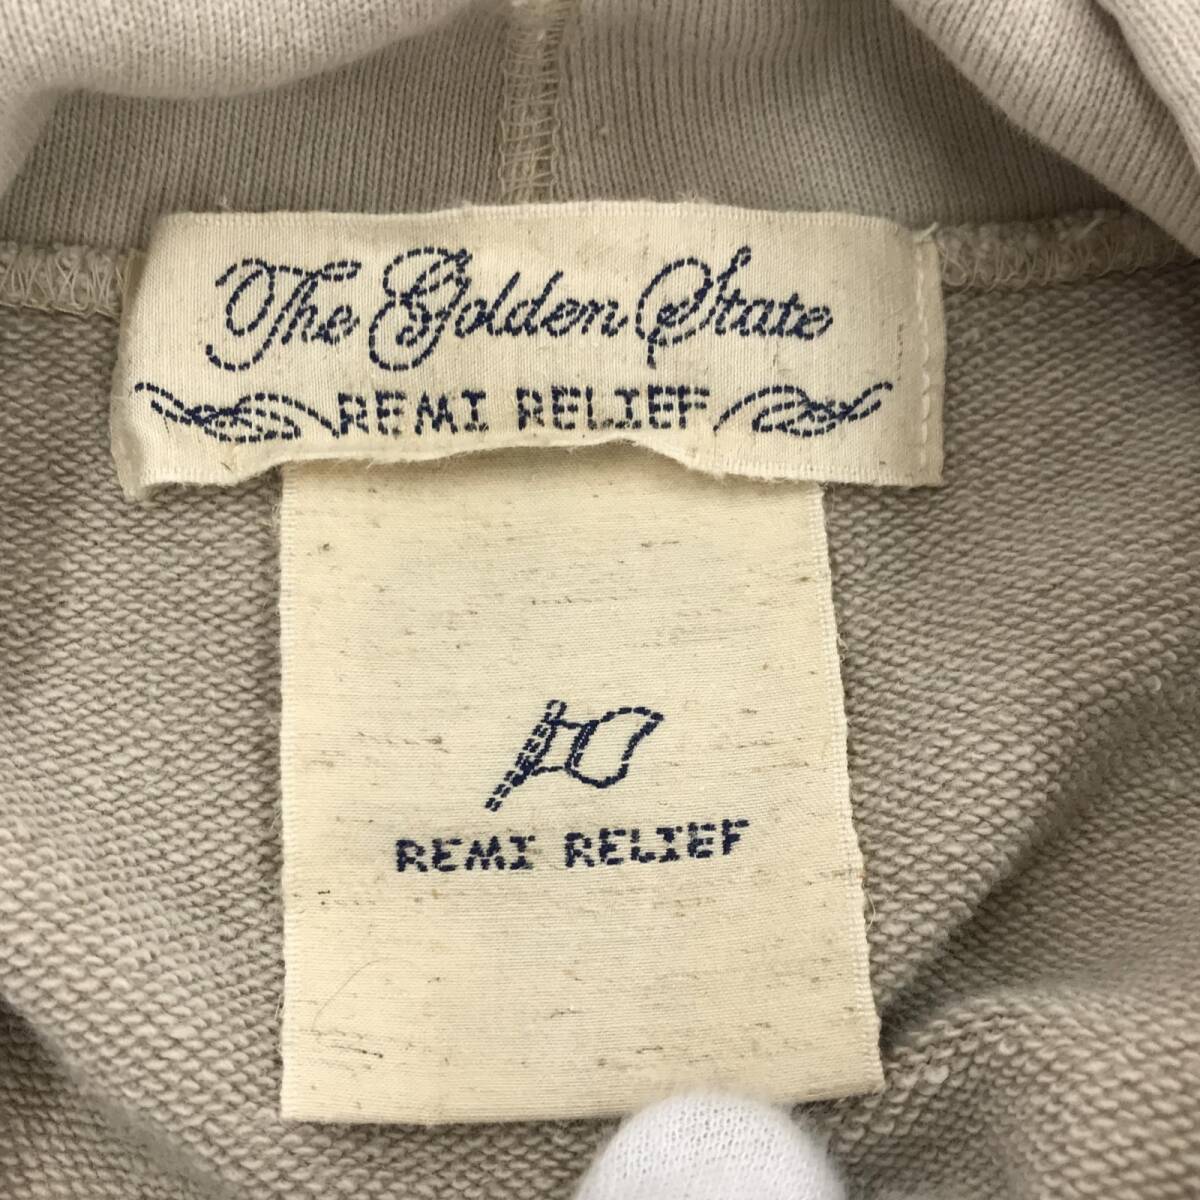 The Golden State
REMI RELIEF
REMI RELIEF